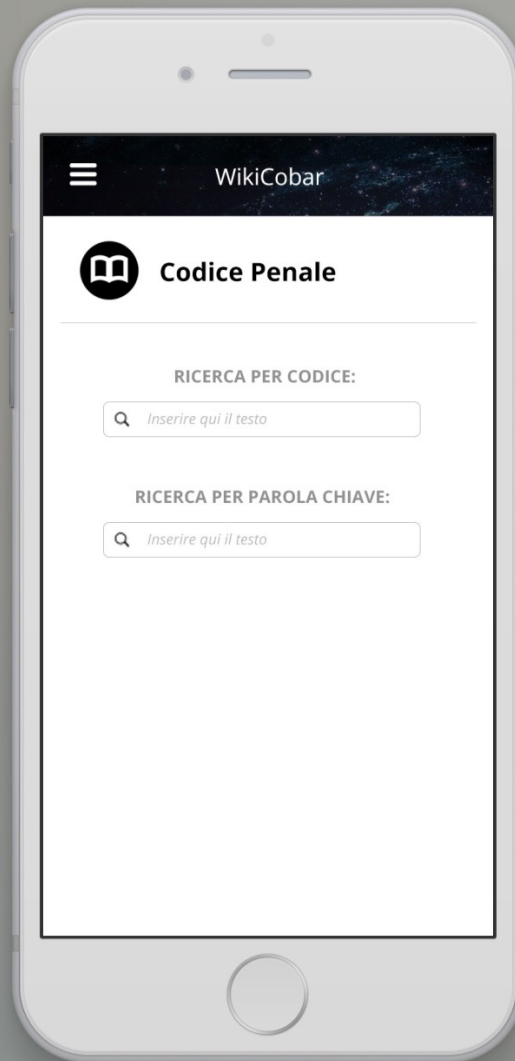 WikiCobar
Codice Penale
RICERCA PER CODICE:
Inserire qui il testo
RICERCA PER PAROLA CHIAVE:
Inserire qui il testo